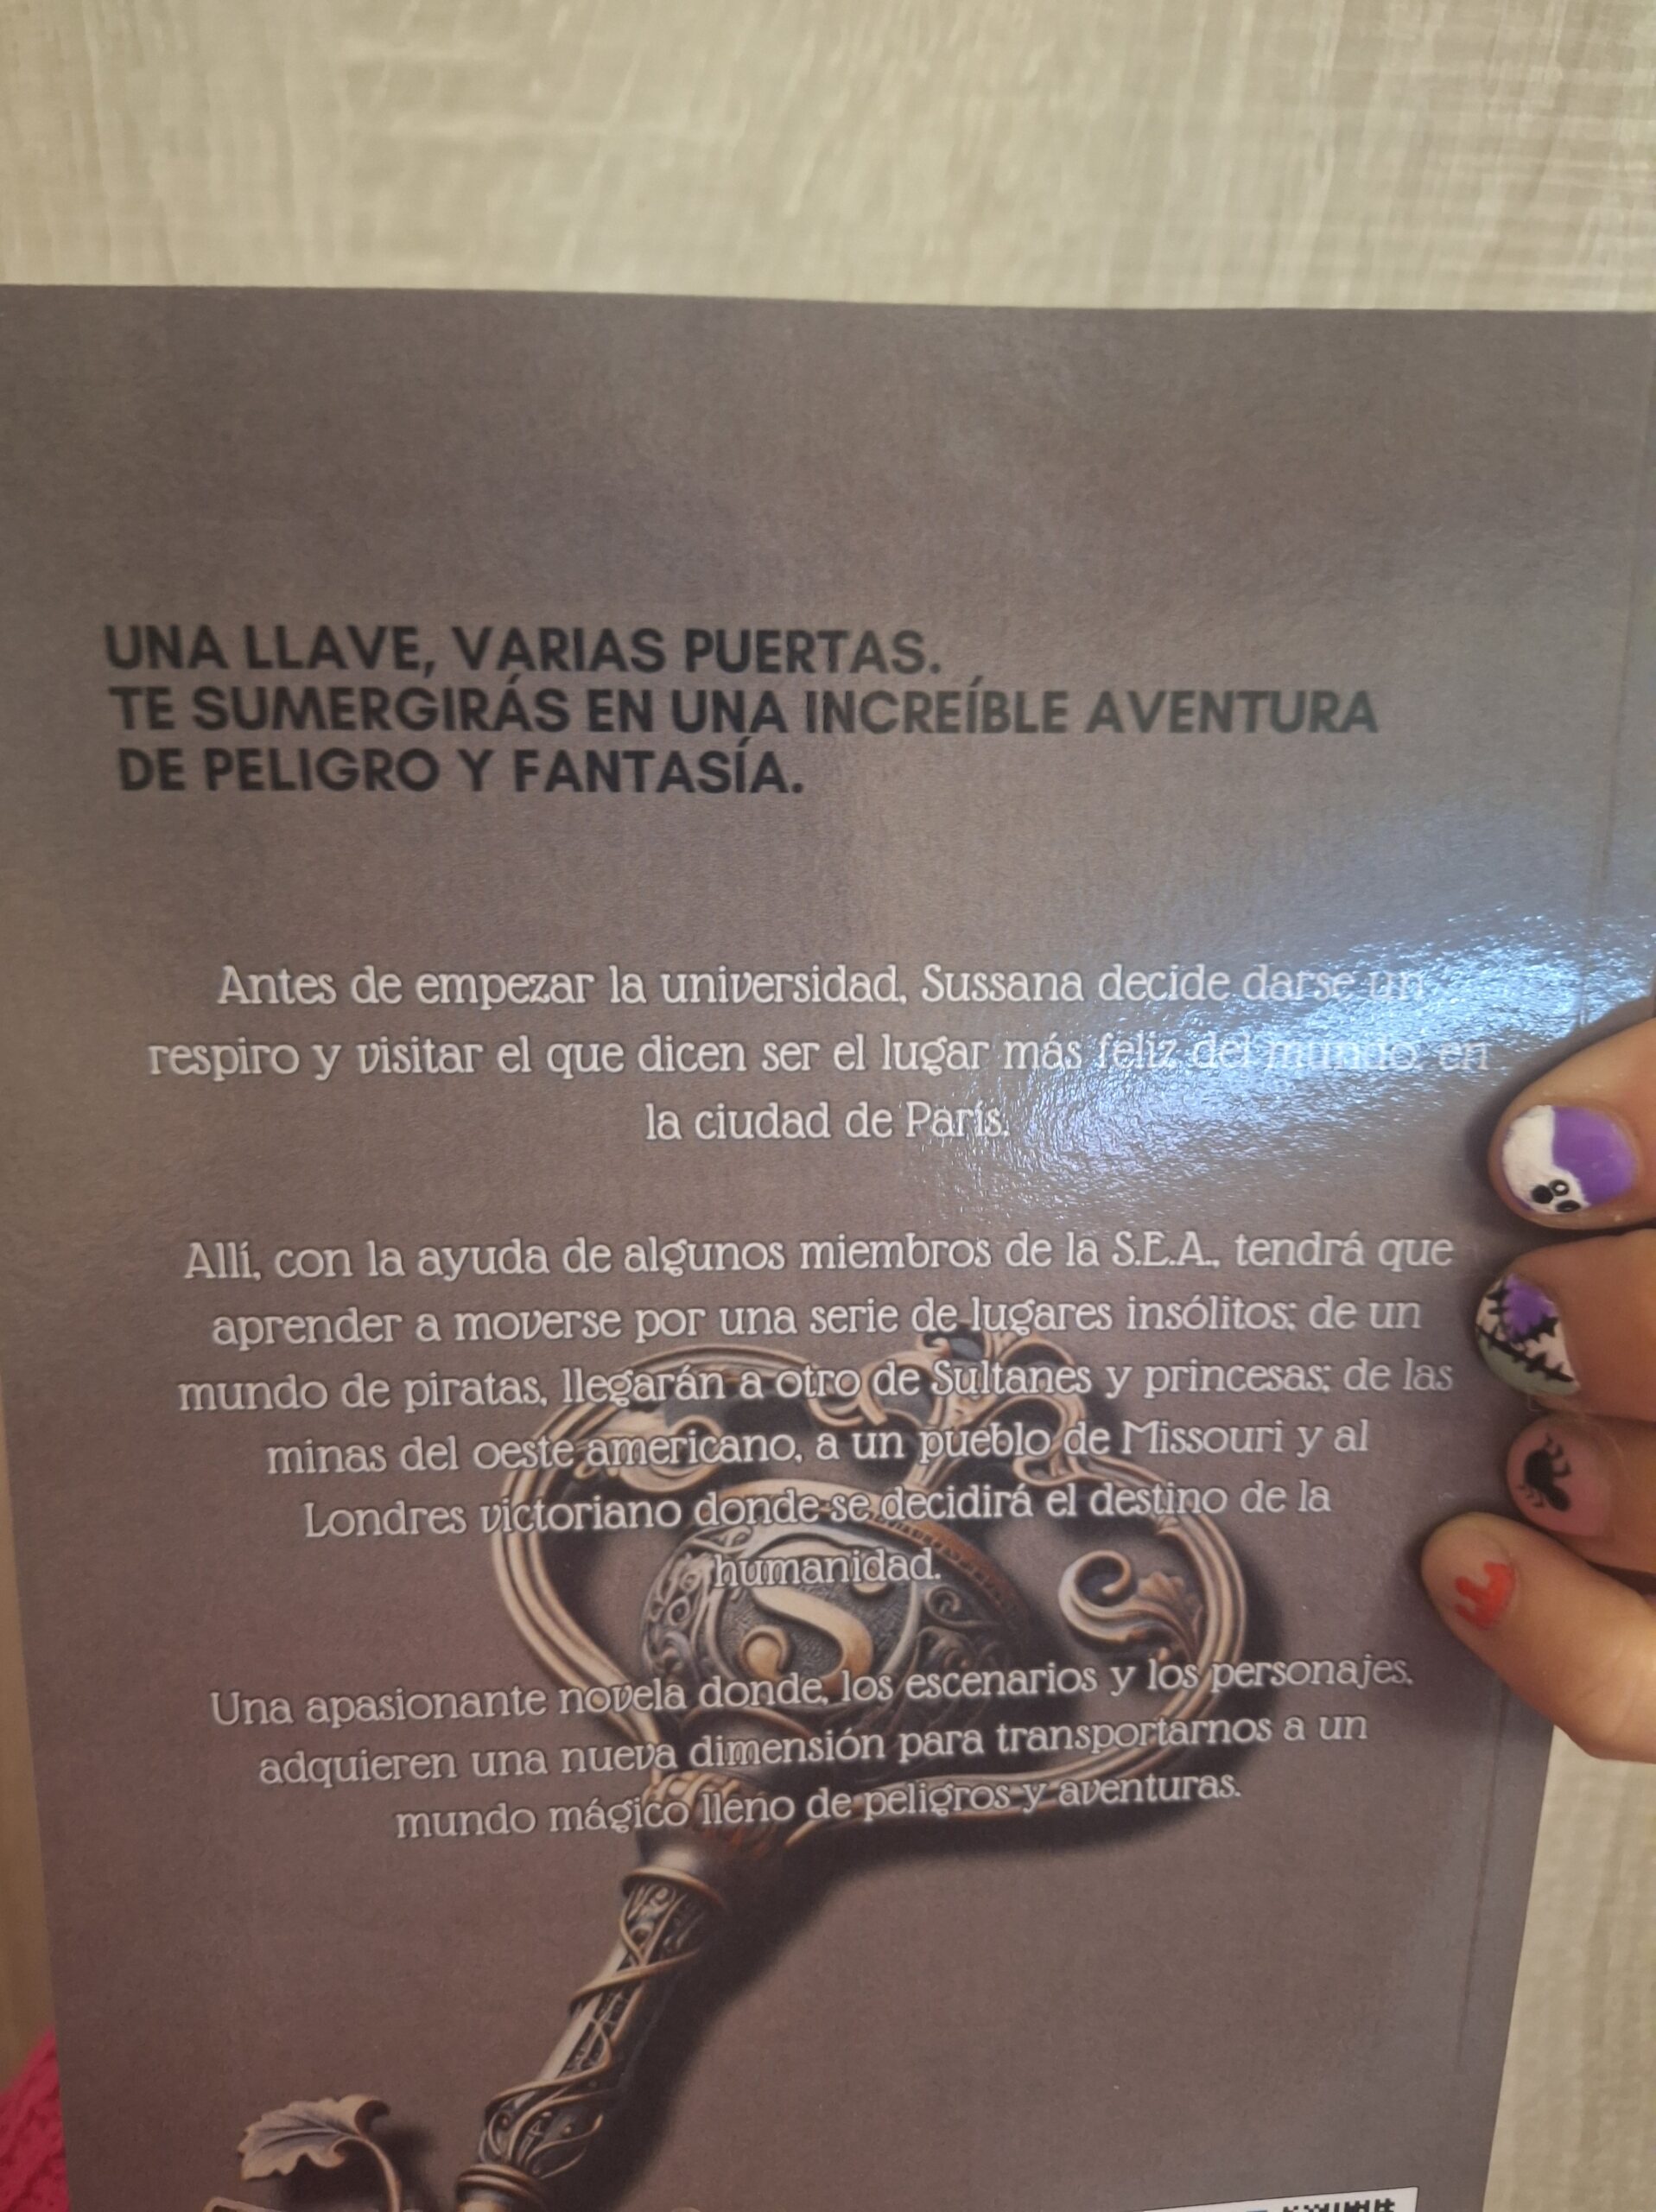 UNA LLAVE, VARIAS PUERTAS.
TE SUMERGIRÁS EN UNA INCREÍBLE AVENTURA
DE PELIGRO Y FANTASÍA.
Antes de empezar la universidad, Sussana decide darse un
respiro y visitar el que dicen ser el lugar más feliz del mundo, en
la ciudad de París.
Allí, con la ayuda de algunos miembros de la S.E.A., tendrá que
aprender a moverse por una serie de lugares insólitos; de un
mundo de piratas, llegarán a otro de Sultanes y princesas; de las
minas del oeste americano, a un pueblo de Missouri y al
Londres victoriano donde se decidirá el destino de la
humanidad.
S
Una apasionante novela donde, los escenarios y los personajes,
adquieren una nueva dimensión para transportarnos a un
mundo mágico lleno de peligros y aventuras.